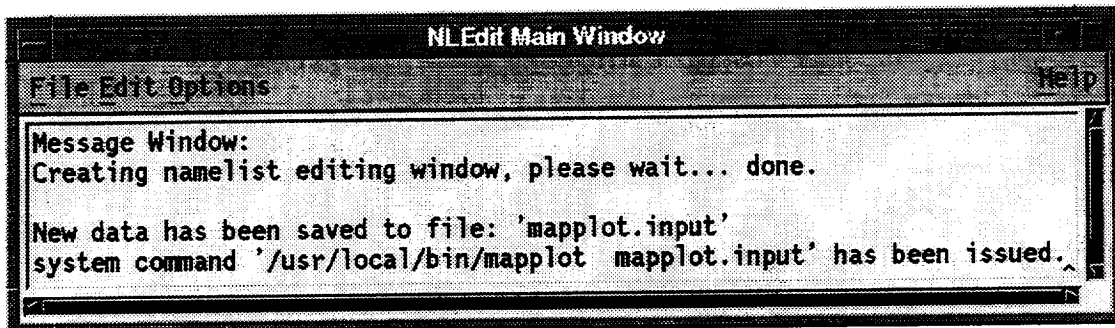 NLEdit Main Window
File Edit Options Help
Message Window:
Creating namelist editing window, please wait... done.
New data has been saved to file: 'mapplot.input'
system command '/usr/local/bin/mapplot mapplot.input' has been issued.